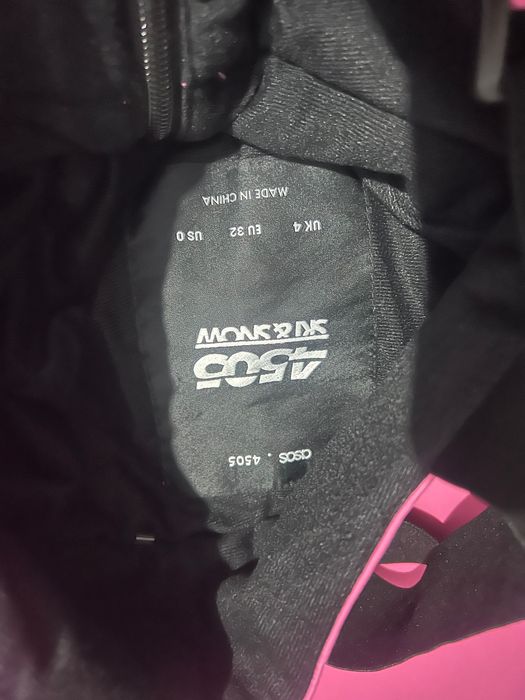 asos . 4505
4505
SKI & SNOW
UK 4 EU 32 US 0
MADE IN CHINA